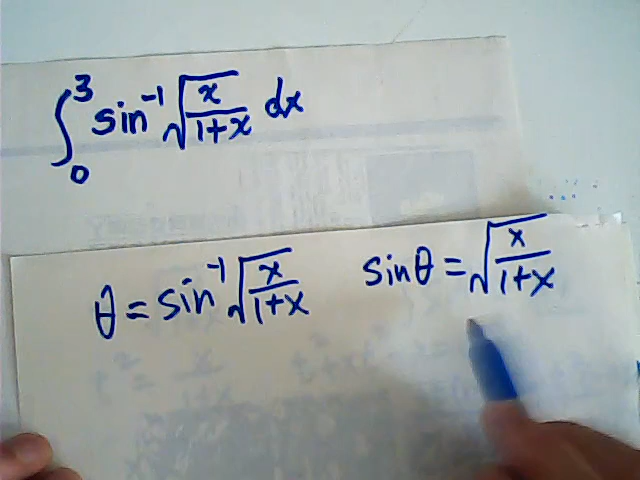 ∫₀³ sin⁻¹ √(x/(1+x)) dx
θ = sin⁻¹ √(x/(1+x))    sinθ = √(x/(1+x))